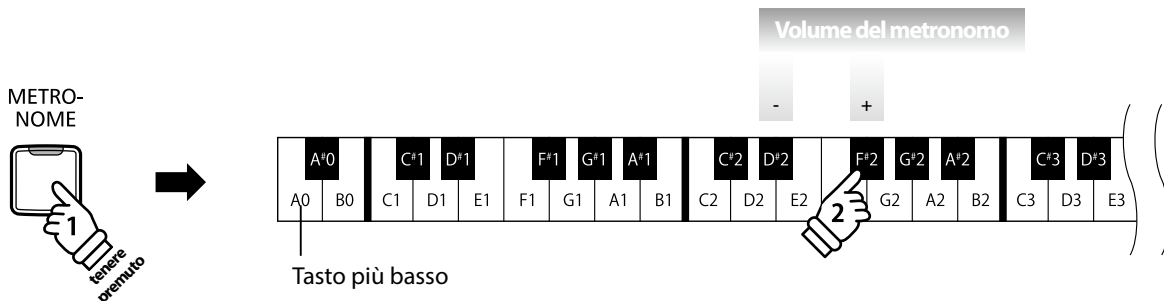 Volume del metronomo
- +
METRO-
NOME
A#0 C#1 D#1 F#1 G#1 A#1 C#2 D#2 F#2 G#2 A#2 C#3 D#3
A0 B0 C1 D1 E1 F1 G1 A1 B1 C2 D2 E2 G2 A2 B2 C3 D3 E3
1
2
tenere
premuto
Tasto più basso